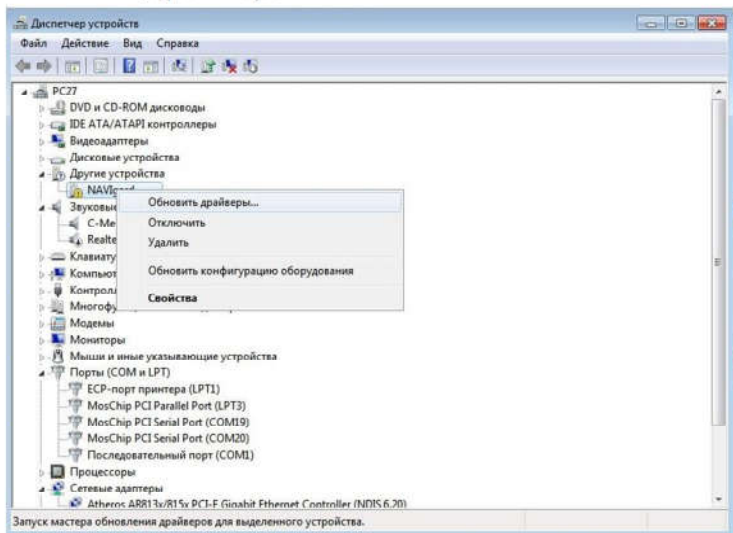 Диспетчер устройств
Файл Действие Вид Справка
PC27
DVD и CD-ROM дисководы
IDE ATA/ATAPI контроллеры
Видеоадаптеры
Дисковые устройства
Другие устройства
Обновить драйверы...
Отключить
C-Me
Удалить
Realte
Обновить конфигурацию оборудования
Свойства
Модемы
Мониторы
Мыши и иные указывающие устройства
Порты (COM и LPT)
ECP-порт принтера (LPT1)
MosChip PCI Parallel Port (LPT3)
MosChip PCI Serial Port (COM19)
MosChip PCI Serial Port (COM20)
Последовательный порт (COM1)
Процессоры
Сетевые адаптеры
Atheros AR813x/815x PCI-E Gigabit Ethernet Controller (NDIS 6.20)
Запуск мастера обновления драйверов для выделенного устройства.